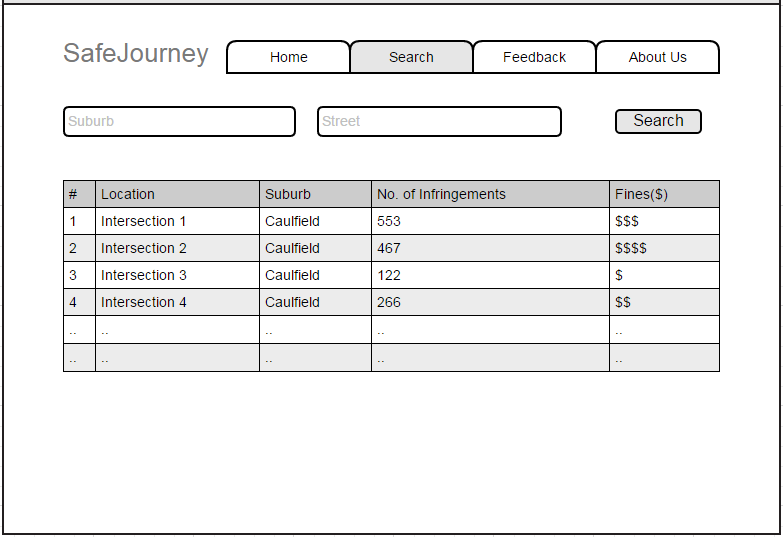 SafeJourney Home Search Feedback About Us
Suburb Street Search
# Location Suburb No. of Infringements Fines($)
1 Intersection 1 Caulfield 553 $$$
2 Intersection 2 Caulfield 467 $$$$
3 Intersection 3 Caulfield 122 $
4 Intersection 4 Caulfield 266 $$
.. .. .. .. ..
.. .. .. .. ..